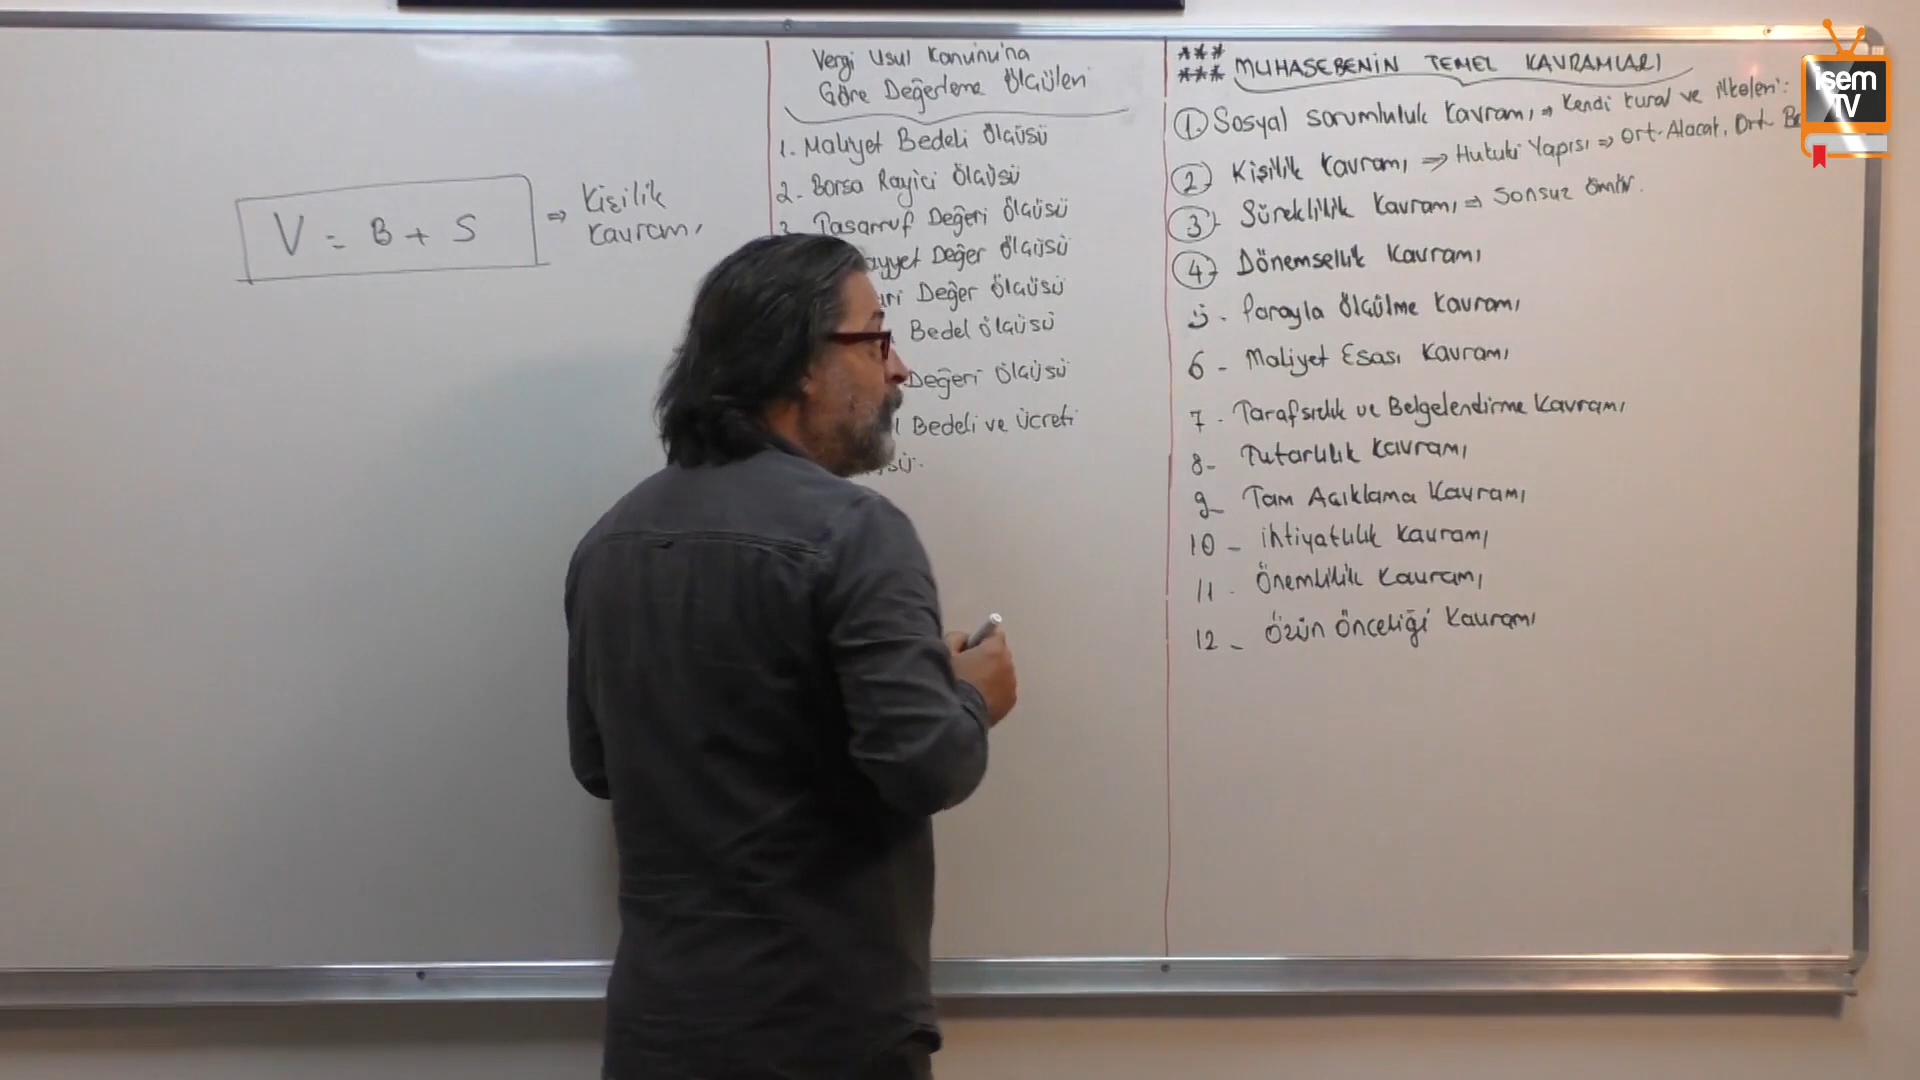 V = B + S ⇒ Kişilik
Kavramı
Vergi Usul Kanunu'na
Göre Değerleme Ölçüleri
1. Maliyet Bedeli Ölçüsü
2. Borsa Rayici Ölçüsü
3. Tasarruf Değeri Ölçüsü
Değer Ölçüsü
Değer Ölçüsü
Bedel Ölçüsü
Değeri Ölçüsü
Bedeli ve Ücreti
*** MUHASEBENİN TEMEL KAVRAMLARI
***
1. Sosyal sorumluluk Kavramı ⇒ Kendi kural ve ilkeleri:
2) Kişilik Kavramı ⇒ Hukuki Yapısı ⇒ Ort. Alacak, Ort.
3) Süreklilik Kavramı ⇒ Sonsuz ömür.
4) Dönemsellik Kavramı
5 - Parayla Ölçülme Kavramı
6 - Maliyet Esası Kavramı
7 - Tarafsızlık ve Belgelendirme Kavramı
8- Tutarlılık Kavramı
9- Tam Açıklama Kavramı
10 - ihtiyatlılık Kavramı
11 - Önemlilik Kavramı
12 - Özün Önceliği Kavramı
isem
TV